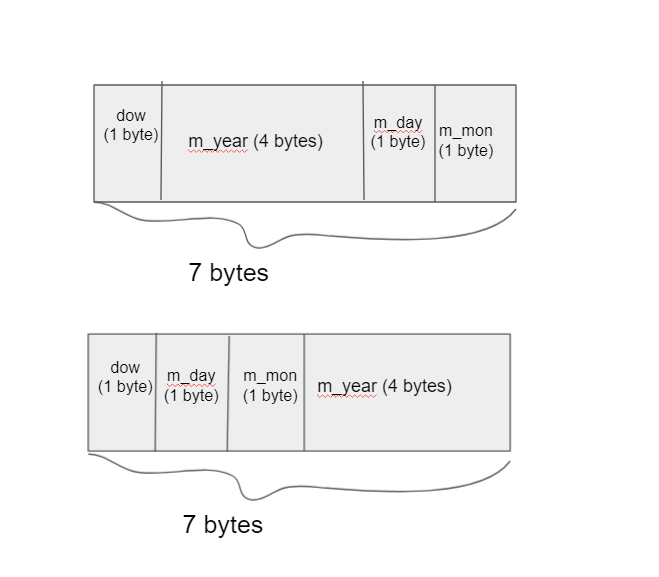 dow
(1 byte)
m_year (4 bytes)
m_day
(1 byte)
m_mon
(1 byte)
7 bytes
dow
(1 byte)
m_day
(1 byte)
m_mon
(1 byte)
m_year (4 bytes)
7 bytes